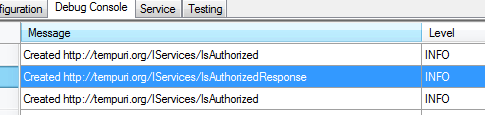 figuration Debug Console Service Testing
Message Level
Created http://tempuri.org/IServices/IsAuthorized INFO
Created http://tempuri.org/IServices/IsAuthorizedResponse INFO
Created http://tempuri.org/IServices/IsAuthorized INFO